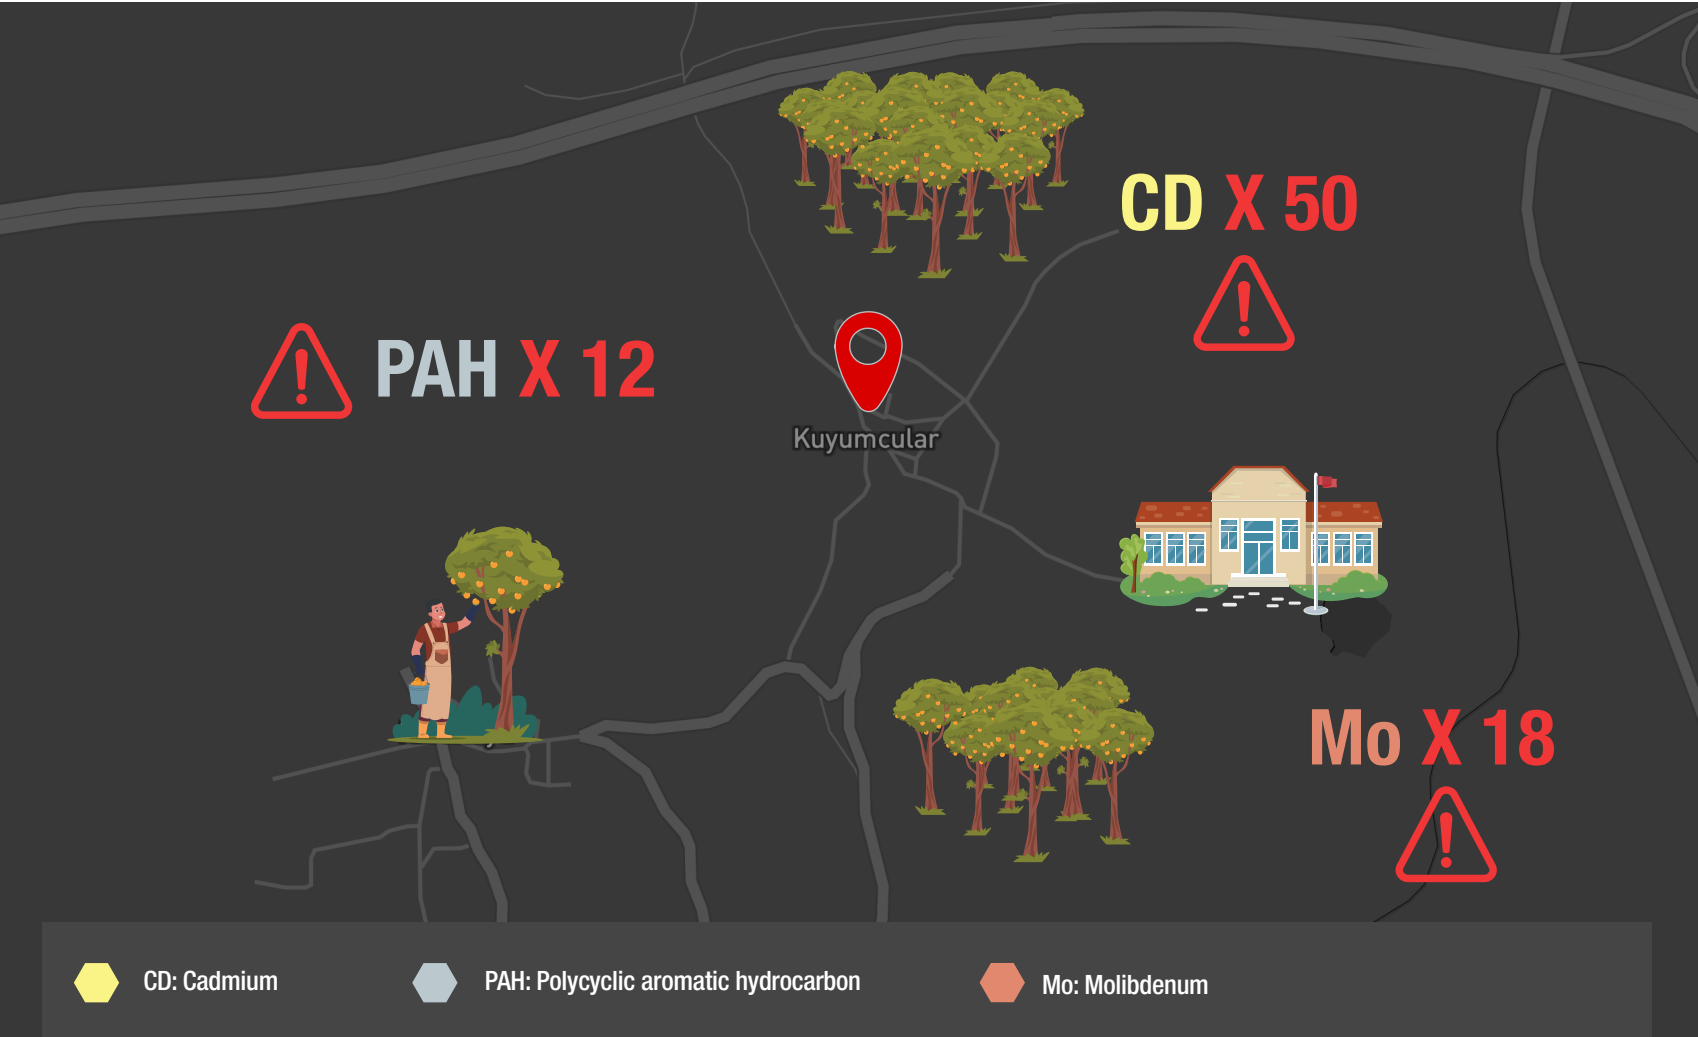 CD X 50
PAH X 12
Kuyumcular
Mo X 18
CD: Cadmium
PAH: Polycyclic aromatic hydrocarbon
Mo: Molibdenum